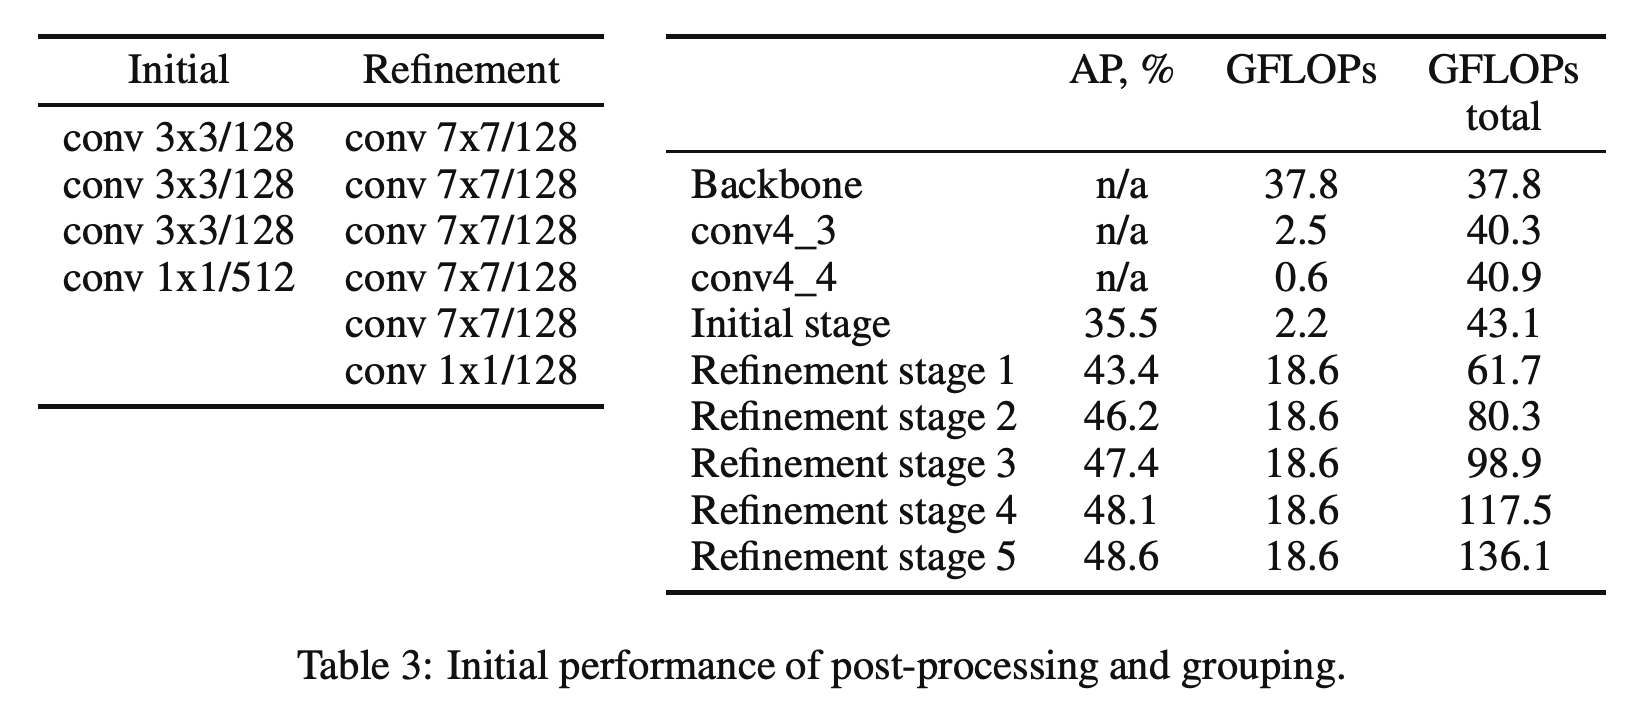 Initial Refinement
conv 3x3/128 conv 7x7/128
conv 3x3/128 conv 7x7/128
conv 3x3/128 conv 7x7/128
conv 1x1/512 conv 7x7/128
conv 7x7/128
conv 1x1/128
AP, % GFLOPs GFLOPs
total
Backbone n/a 37.8 37.8
conv4_3 n/a 2.5 40.3
conv4_4 n/a 0.6 40.9
Initial stage 35.5 2.2 43.1
Refinement stage 1 43.4 18.6 61.7
Refinement stage 2 46.2 18.6 80.3
Refinement stage 3 47.4 18.6 98.9
Refinement stage 4 48.1 18.6 117.5
Refinement stage 5 48.6 18.6 136.1
Table 3: Initial performance of post-processing and grouping.